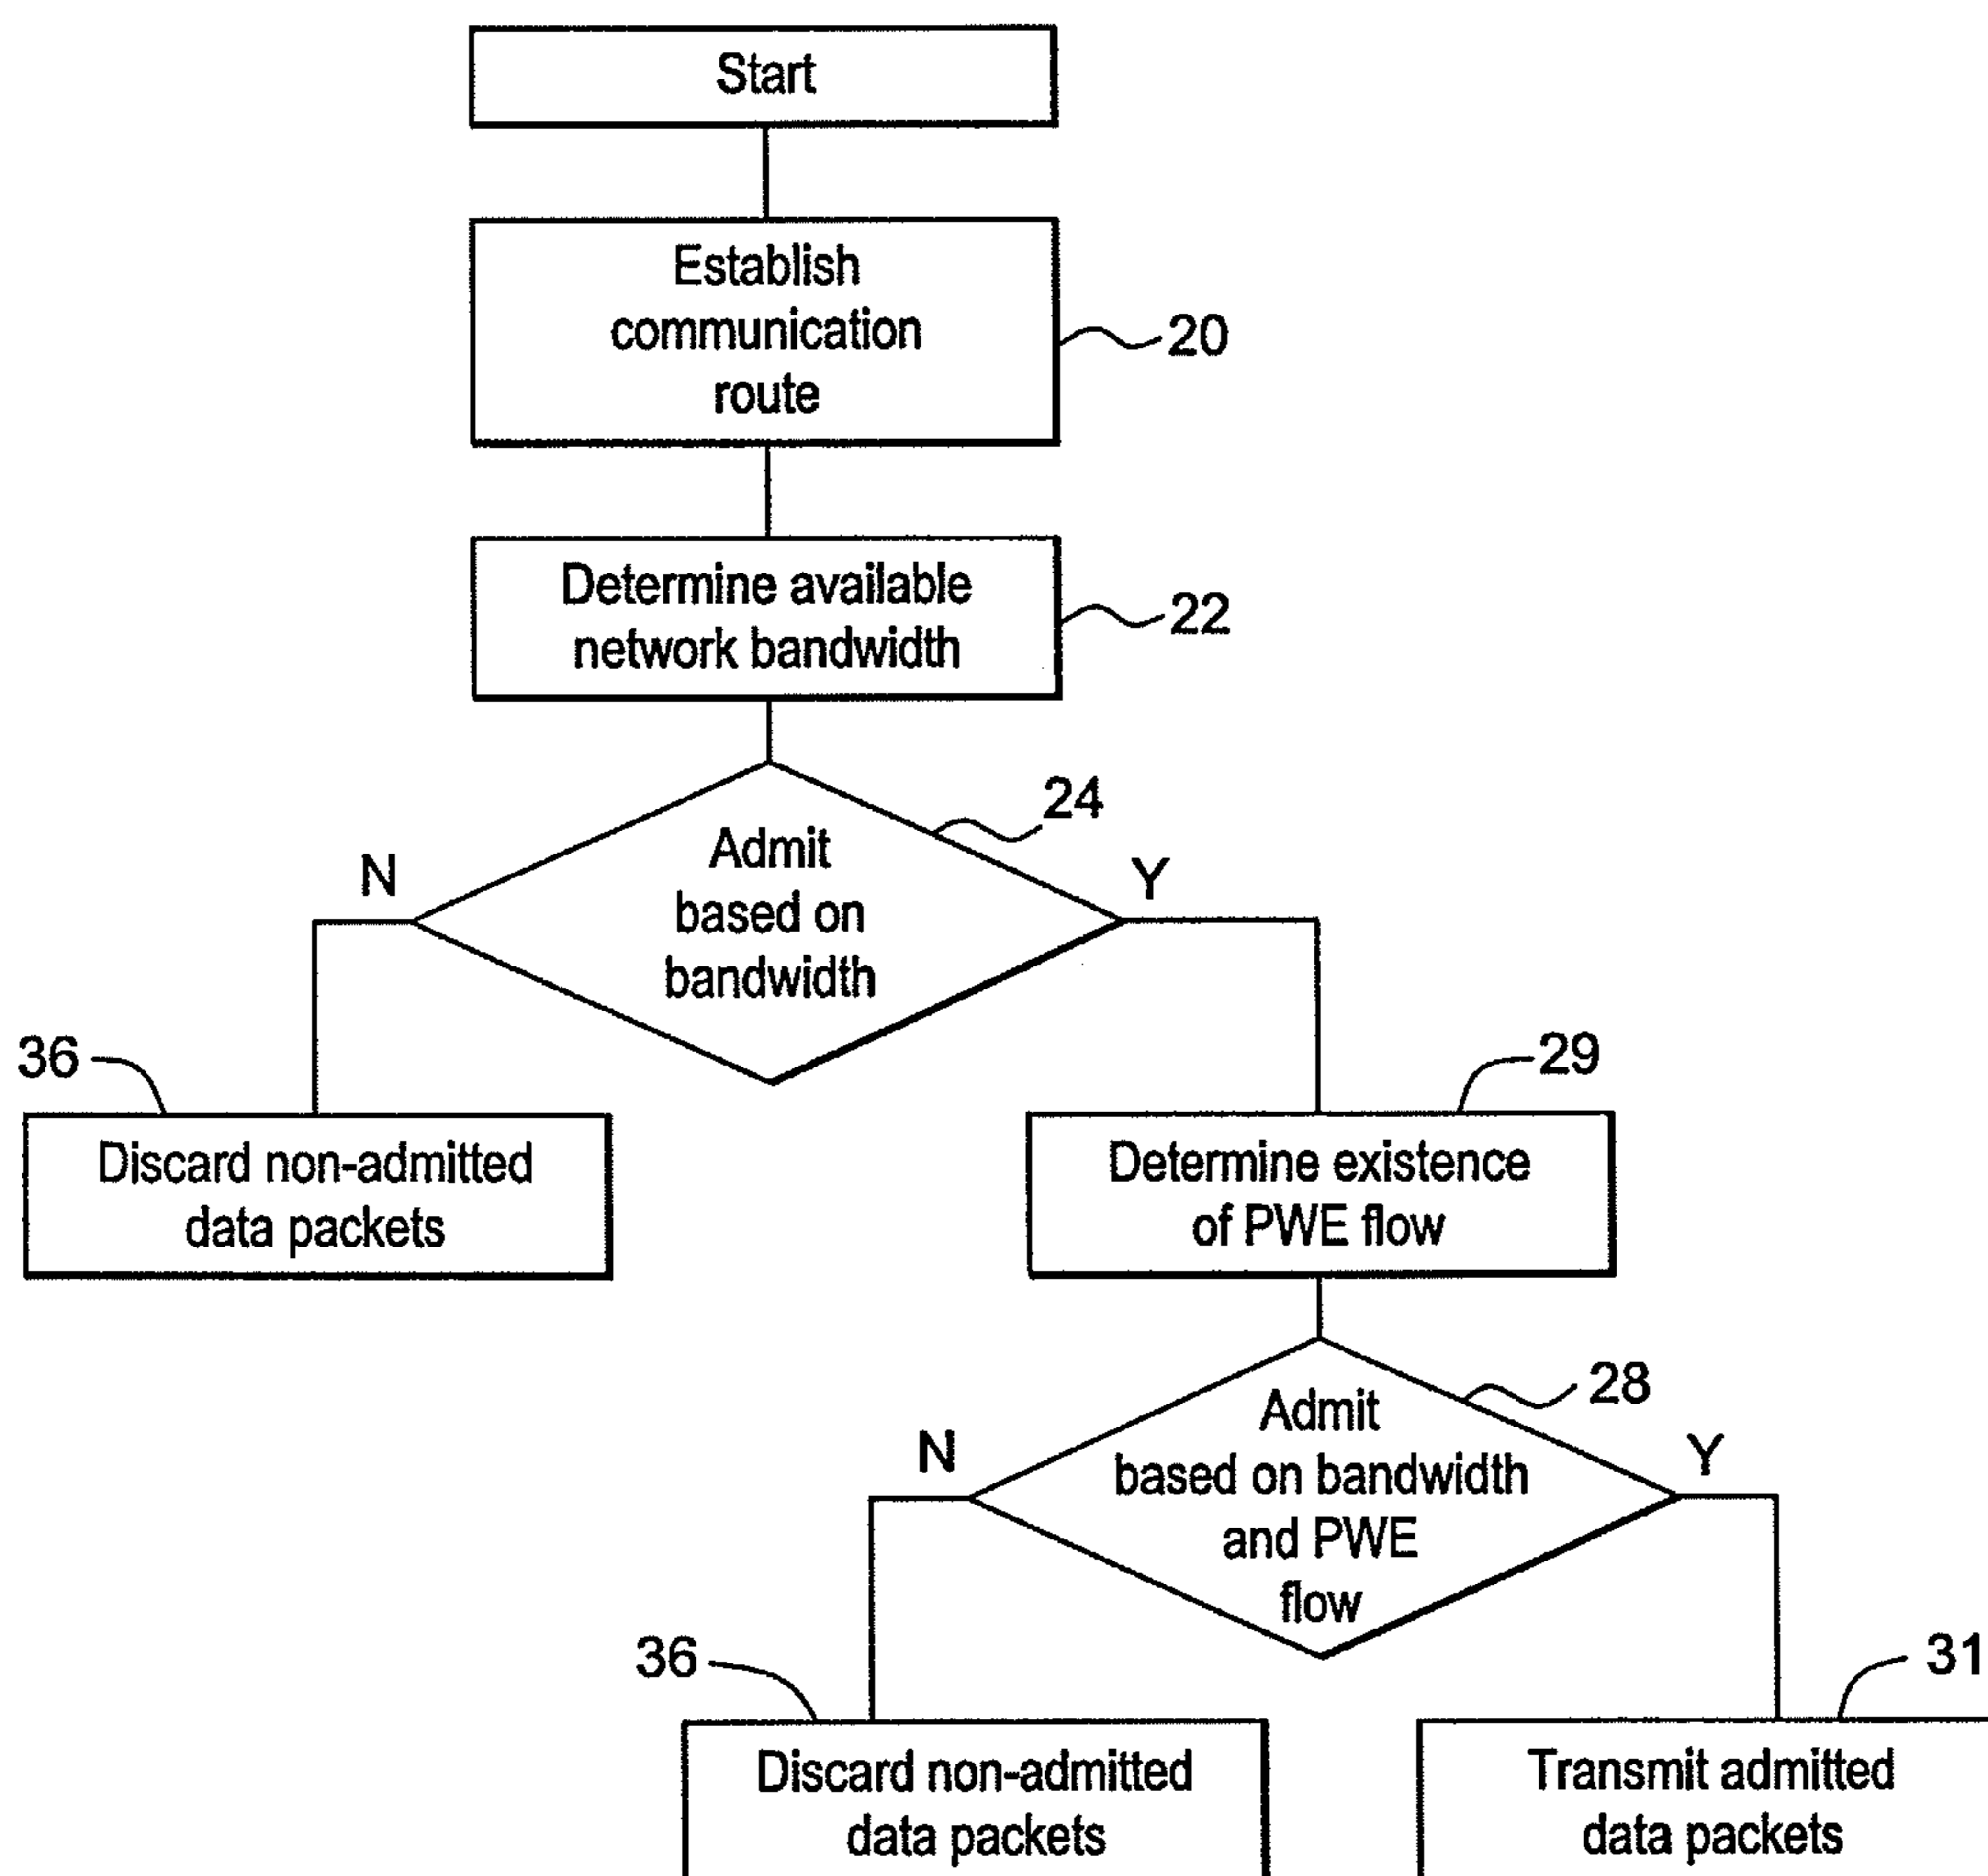 Start
Establish
communication
route
20
Determine available
network bandwidth
22
24
Admit
based on
bandwidth
N
Y
36
Discard non-admitted
data packets
29
Determine existence
of PWE flow
28
Admit
based on bandwidth
and PWE
flow
N
Y
36
Discard non-admitted
data packets
31
Transmit admitted
data packets